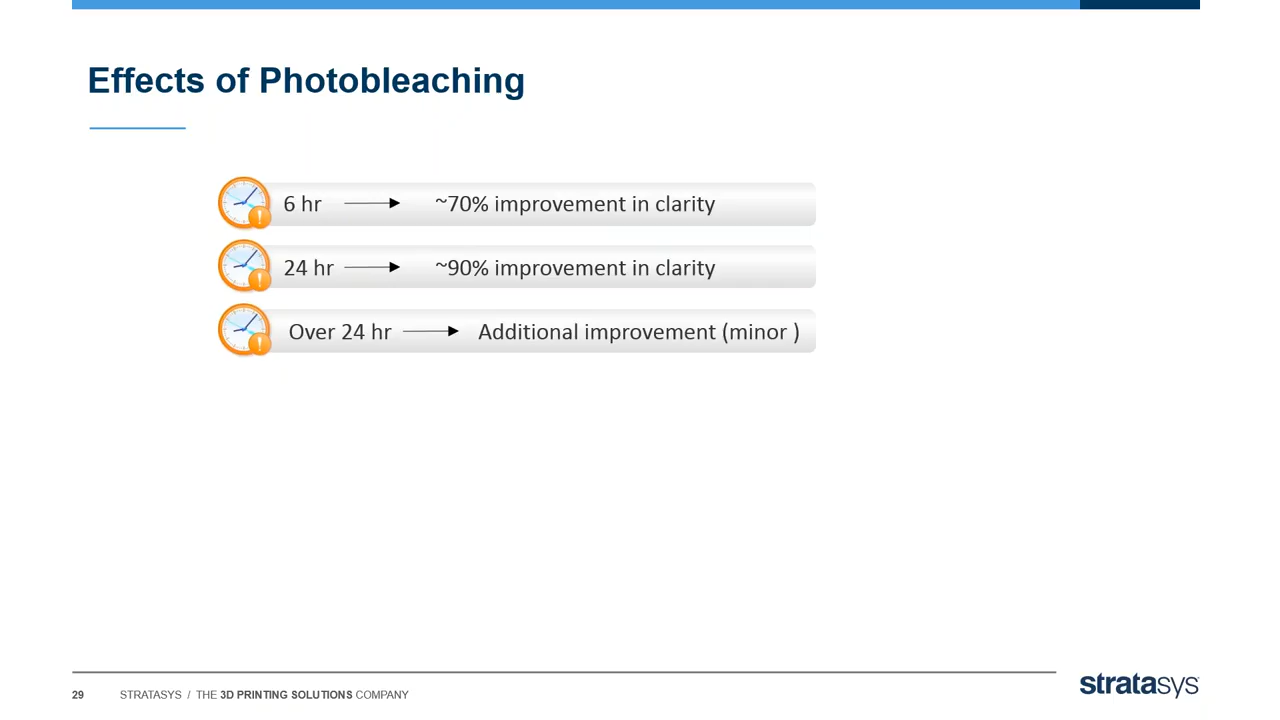 Effects of Photobleaching
6 hr ~70% improvement in clarity
24 hr ~90% improvement in clarity
Over 24 hr Additional improvement (minor )
29 STRATASYS / THE 3D PRINTING SOLUTIONS COMPANY
stratasys